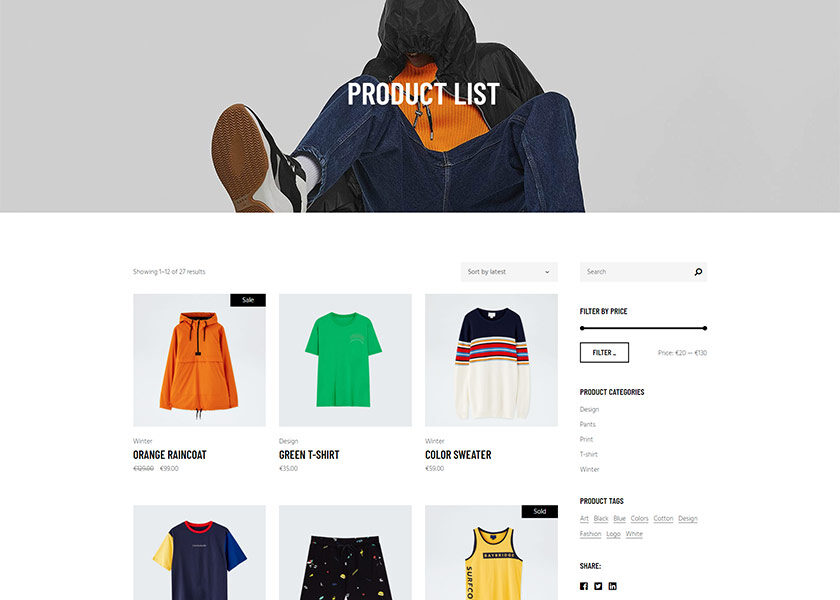 PRODUCT LIST
Showing 1–12 of 27 results
Sort by latest
Search
Sale
Winter
ORANGE RAINCOAT
€129.00 €99.00
Design
GREEN T-SHIRT
€35.00
Winter
COLOR SWEATER
€59.00
Sold
BAYBRIDGE
SURFCO
FILTER BY PRICE
FILTER _
Price: €20 — €130
PRODUCT CATEGORIES
Design
Pants
Print
T-shirt
Winter
PRODUCT TAGS
Art Black Blue Colors Cotton Design
Fashion Logo White
SHARE: